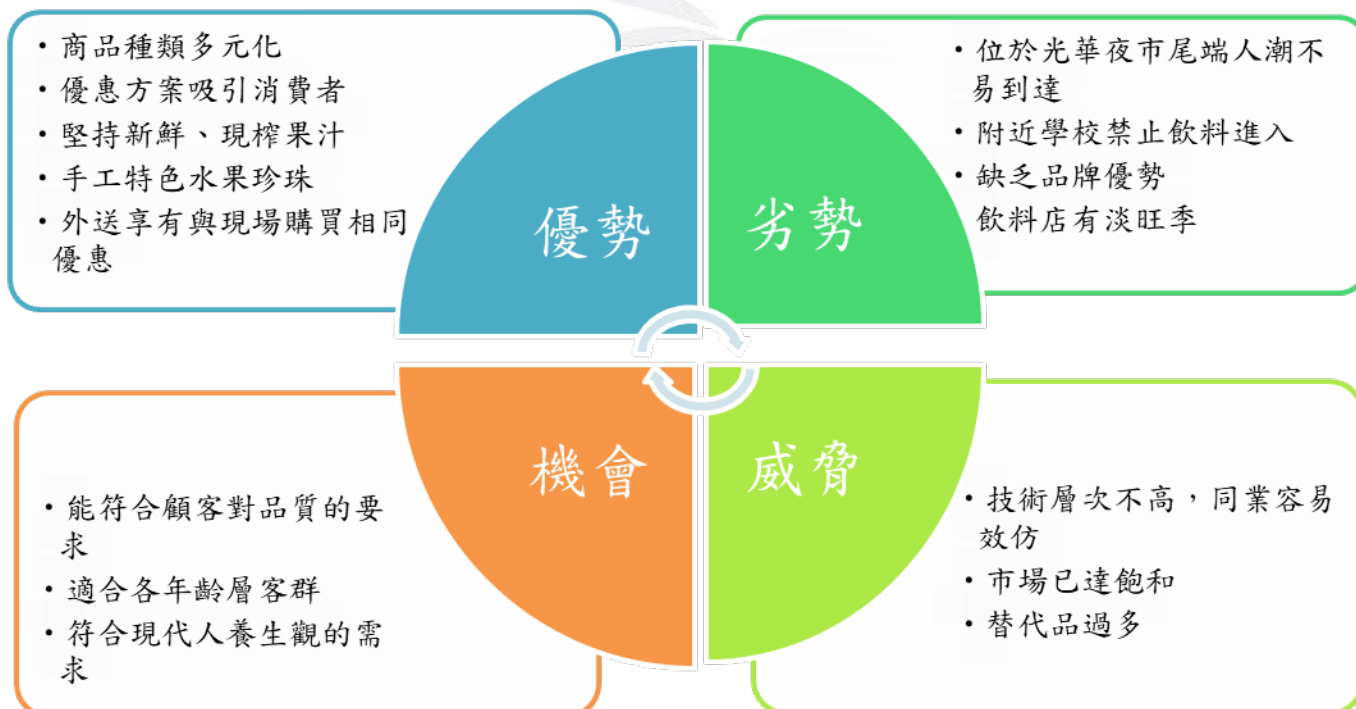 • 商品種類多元化
• 優惠方案吸引消費者
• 堅持新鮮、現榨果汁
• 手工特色水果珍珠
• 外送享有與現場購買相同
優惠
優勢
劣勢
• 位於光華夜市尾端人潮不
易到達
• 附近學校禁止飲料進入
• 缺乏品牌優勢
飲料店有淡旺季
機會
• 能符合顧客對品質的要
求
• 適合各年齡層客群
• 符合現代人養生觀的需
求
威脅
• 技術層次不高，同業容易
效仿
• 市場已達飽和
• 替代品過多